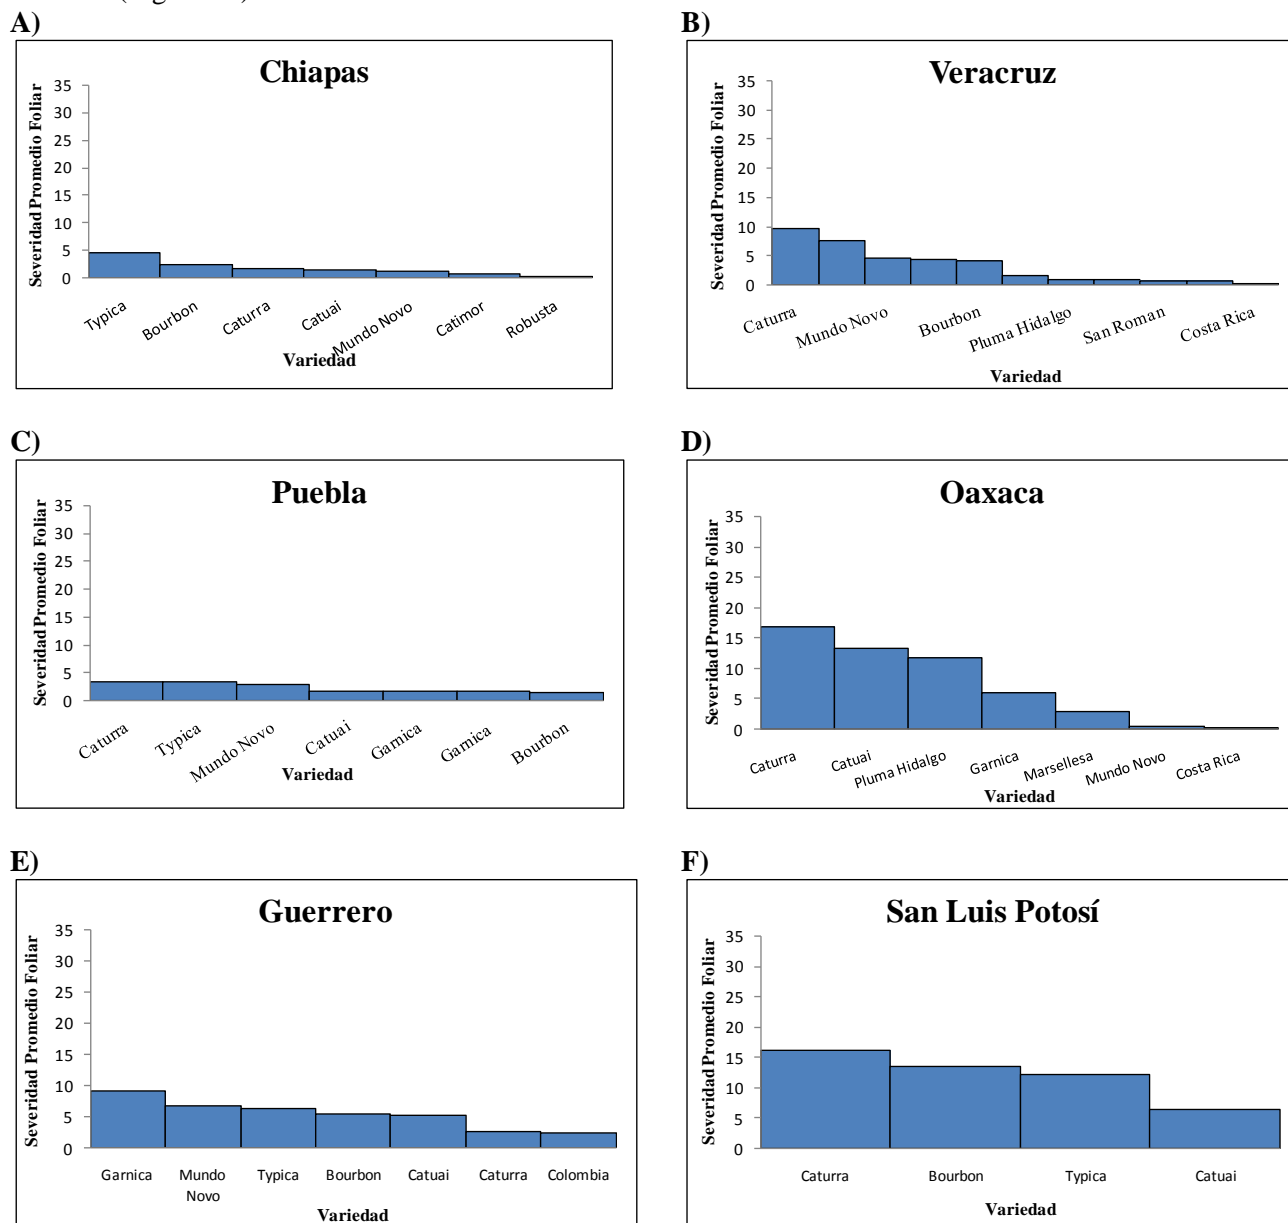 A)
Chiapas
Severidad Promedio Foliar
35
30
25
20
15
10
5
0
Typica
Bourbon
Caturra
Catuai
Mundo Novo
Catimor
Robusta
Variedad
B)
Veracruz
Severidad Promedio Foliar
35
30
25
20
15
10
5
0
Caturra
Mundo Novo
Bourbon
Pluma Hidalgo
San Roman
Costa Rica
Variedad
C)
Puebla
Severidad Promedio Foliar
35
30
25
20
15
10
5
0
Caturra
Typica
Mundo Novo
Catuai
Garnica
Garnica
Bourbon
Variedad
D)
Oaxaca
Severidad Promedio Foliar
35
30
25
20
15
10
5
0
Caturra
Catuai
Pluma Hidalgo
Garnica
Marsellesa
Mundo Novo
Costa Rica
Variedad
E)
Guerrero
Severidad Promedio Foliar
35
30
25
20
15
10
5
0
Garnica
Mundo
Novo
Typica
Bourbon
Catuai
Caturra
Colombia
Variedad
F)
San Luis Potosí
Severidad Promedio Foliar
35
30
25
20
15
10
5
0
Caturra
Bourbon
Typica
Catuai
Variedad